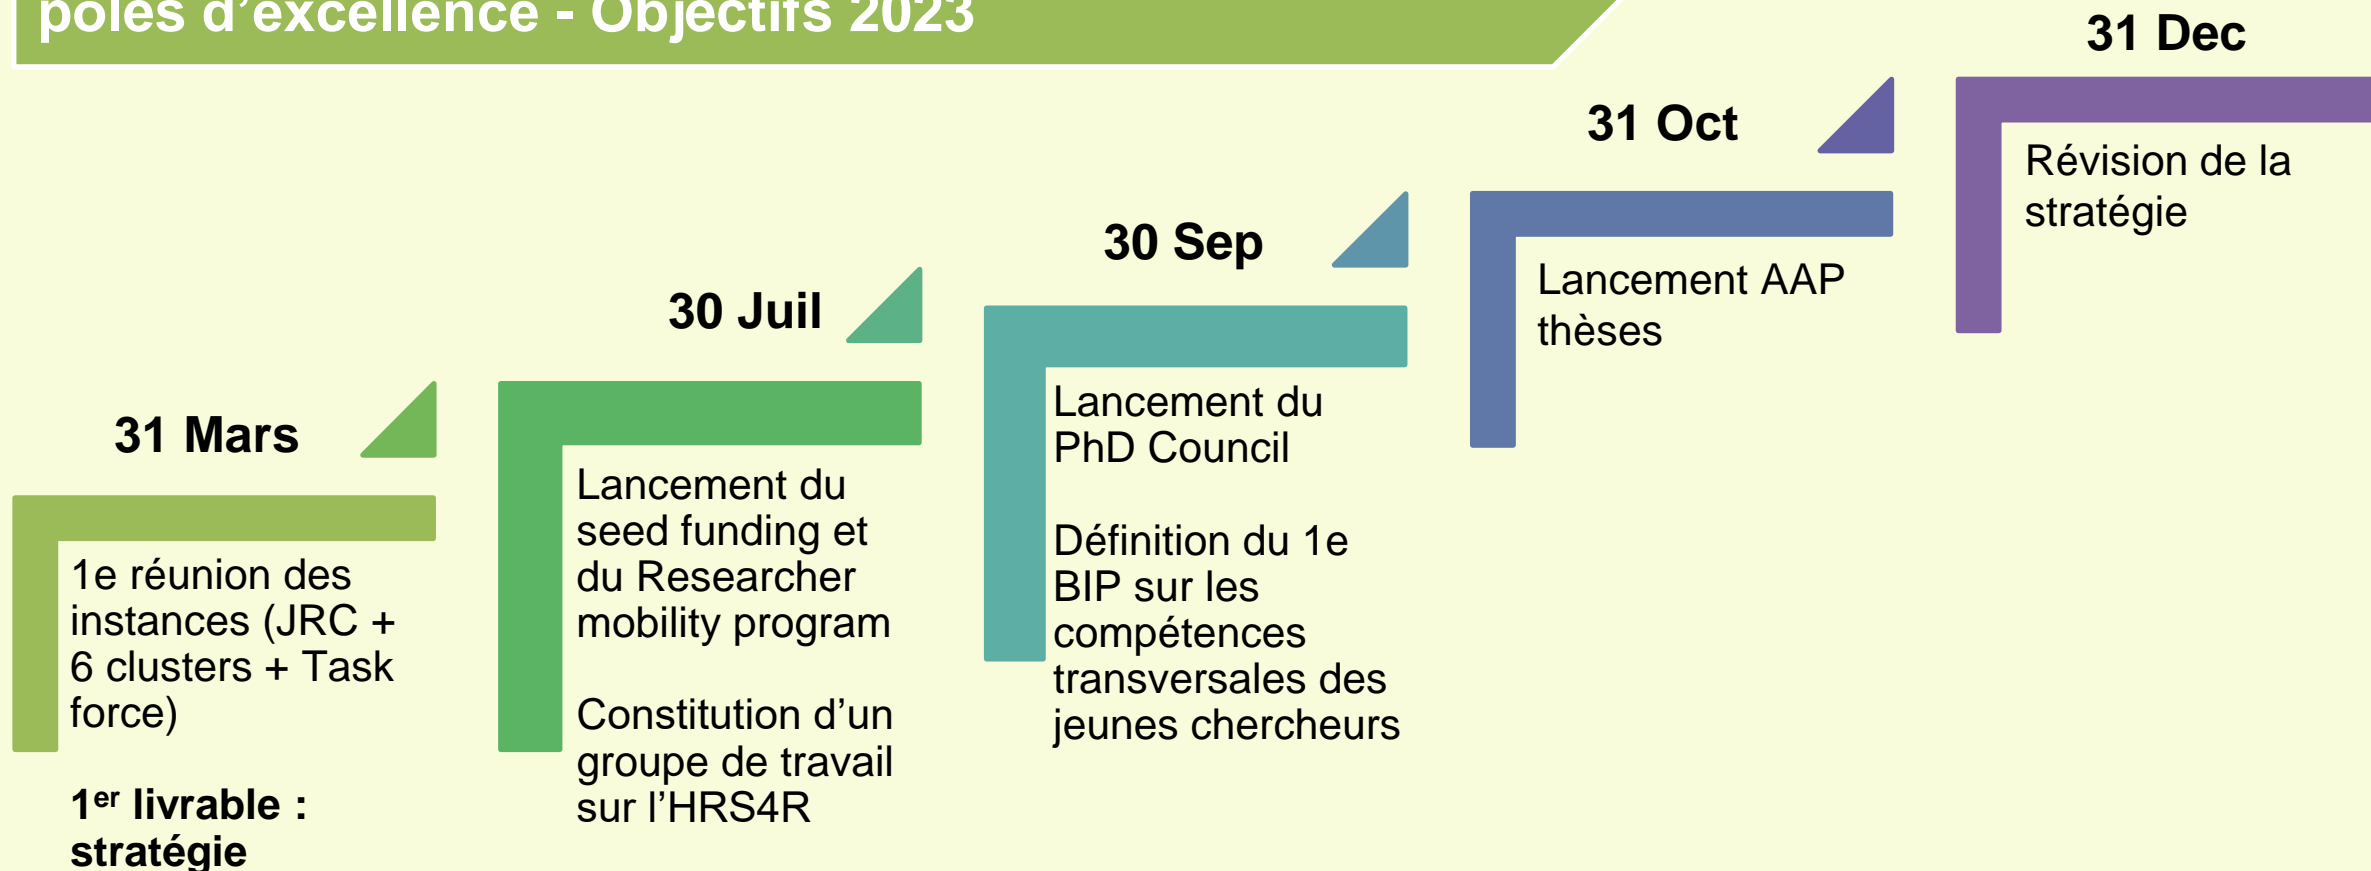 pôles d’excellence - Objectifs 2023
31 Mars
1e réunion des
instances (JRC +
6 clusters + Task
force)
1er livrable :
stratégie
30 Juil
Lancement du
seed funding et
du Researcher
mobility program
Constitution d’un
groupe de travail
sur l’HRS4R
30 Sep
Lancement du
PhD Council
Définition du 1e
BIP sur les
compétences
transversales des
jeunes chercheurs
31 Oct
Lancement AAP
thèses
31 Dec
Révision de la
stratégie